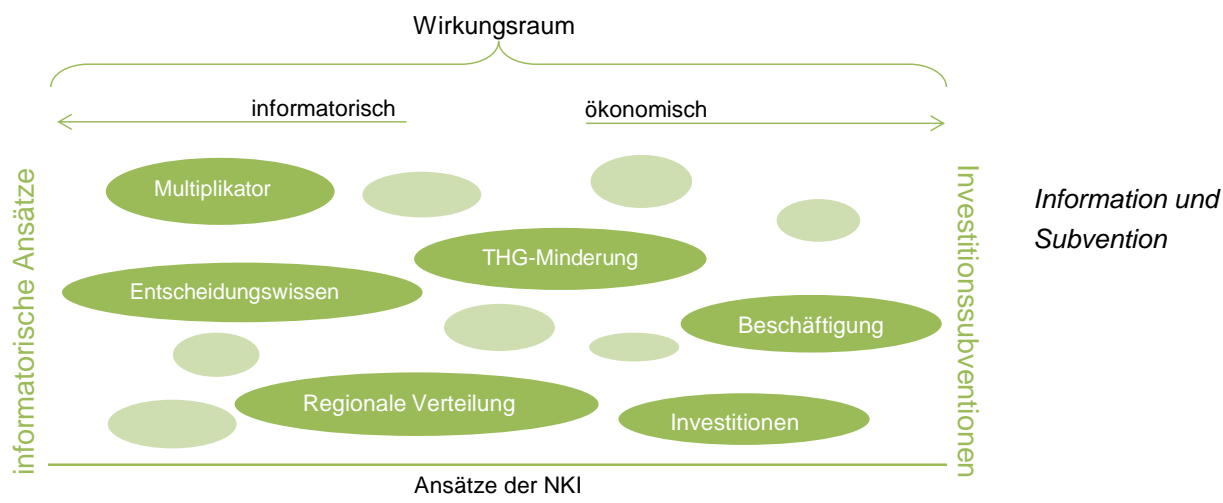 Wirkungsraum
informatorisch
ökonomisch
informatorische Ansätze
Multiplikator
THG-Minderung
Entscheidungswissen
Beschäftigung
Regionale Verteilung
Investitionen
Investitionssubventionen
Information und
Subvention
Ansätze der NKI